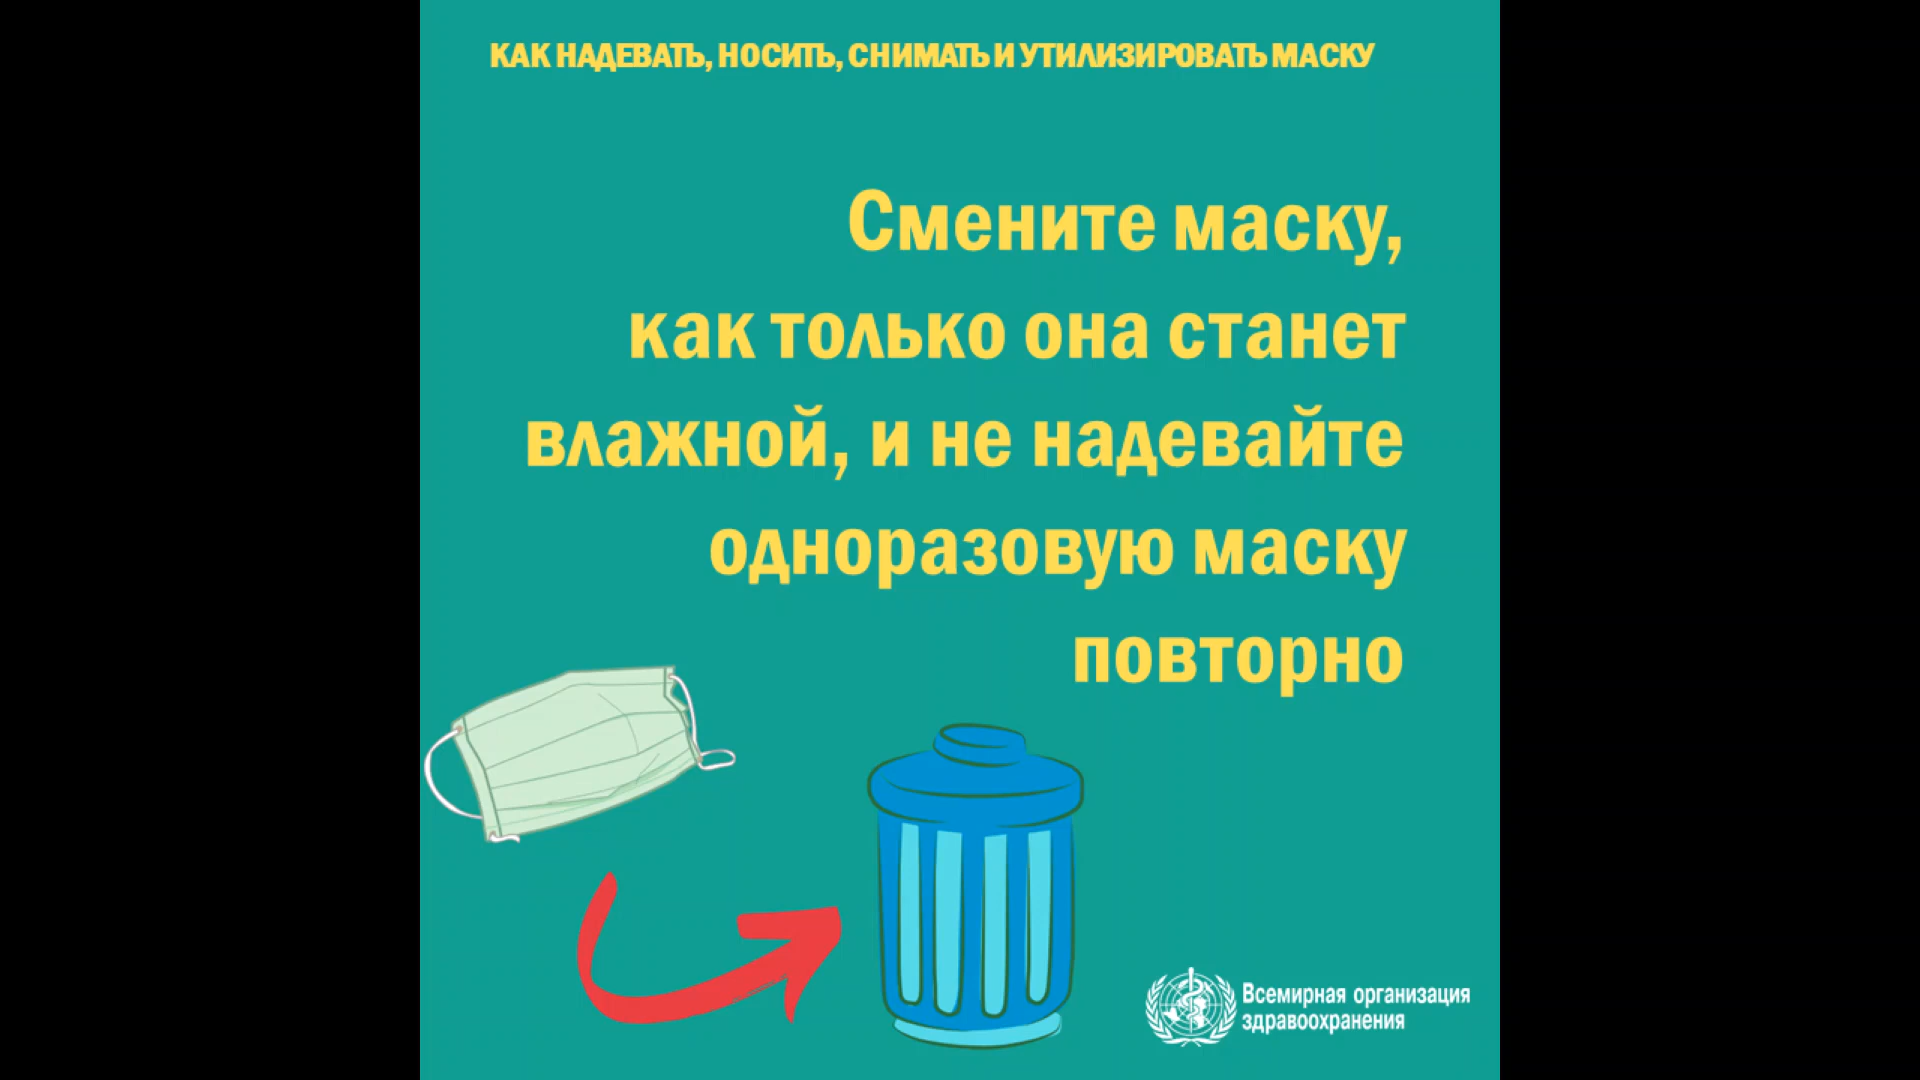 КАК НАДЕВАТЬ, НОСИТЬ, СНИМАТЬ И УТИЛИЗИРОВАТЬ МАСКУ
Смените маску,
как только она станет
влажной, и не надевайте
одноразовую маску
повторно
Всемирная организация
здравоохранения